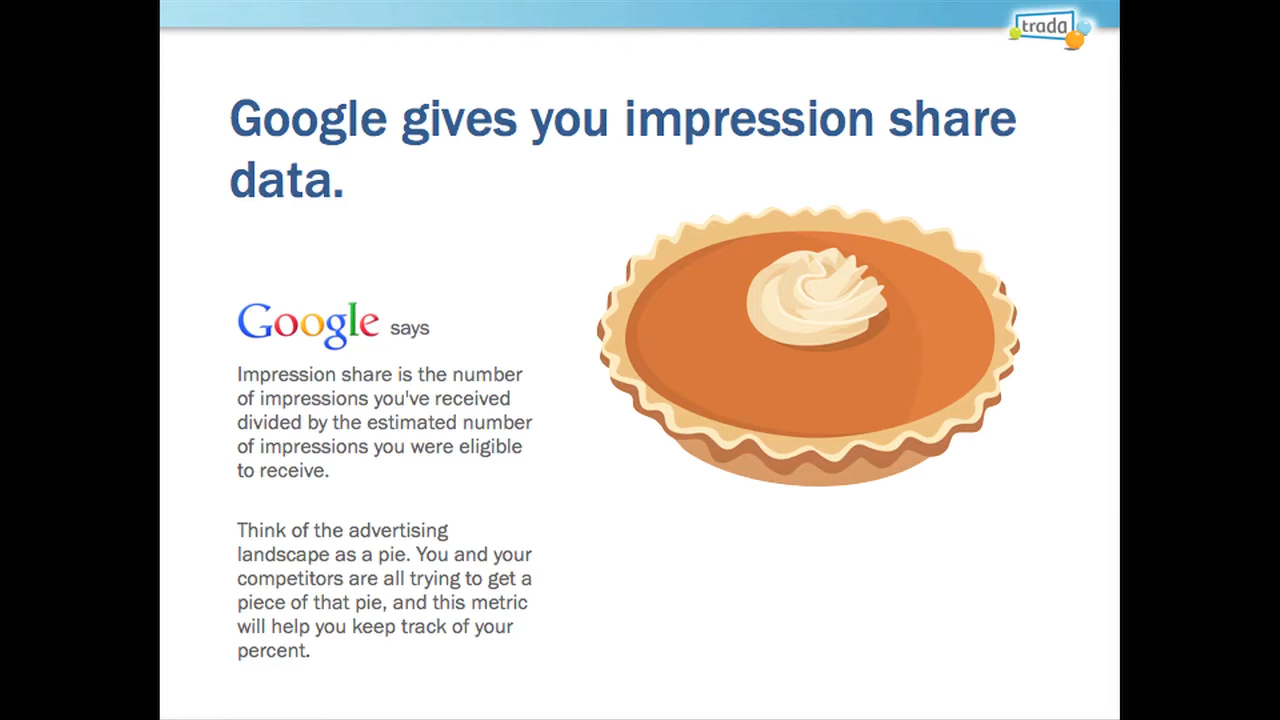 trada
Google gives you impression share
data.
Google says
Impression share is the number
of impressions you've received
divided by the estimated number
of impressions you were eligible
to receive.
Think of the advertising
landscape as a pie. You and your
competitors are all trying to get a
piece of that pie, and this metric
will help you keep track of your
percent.